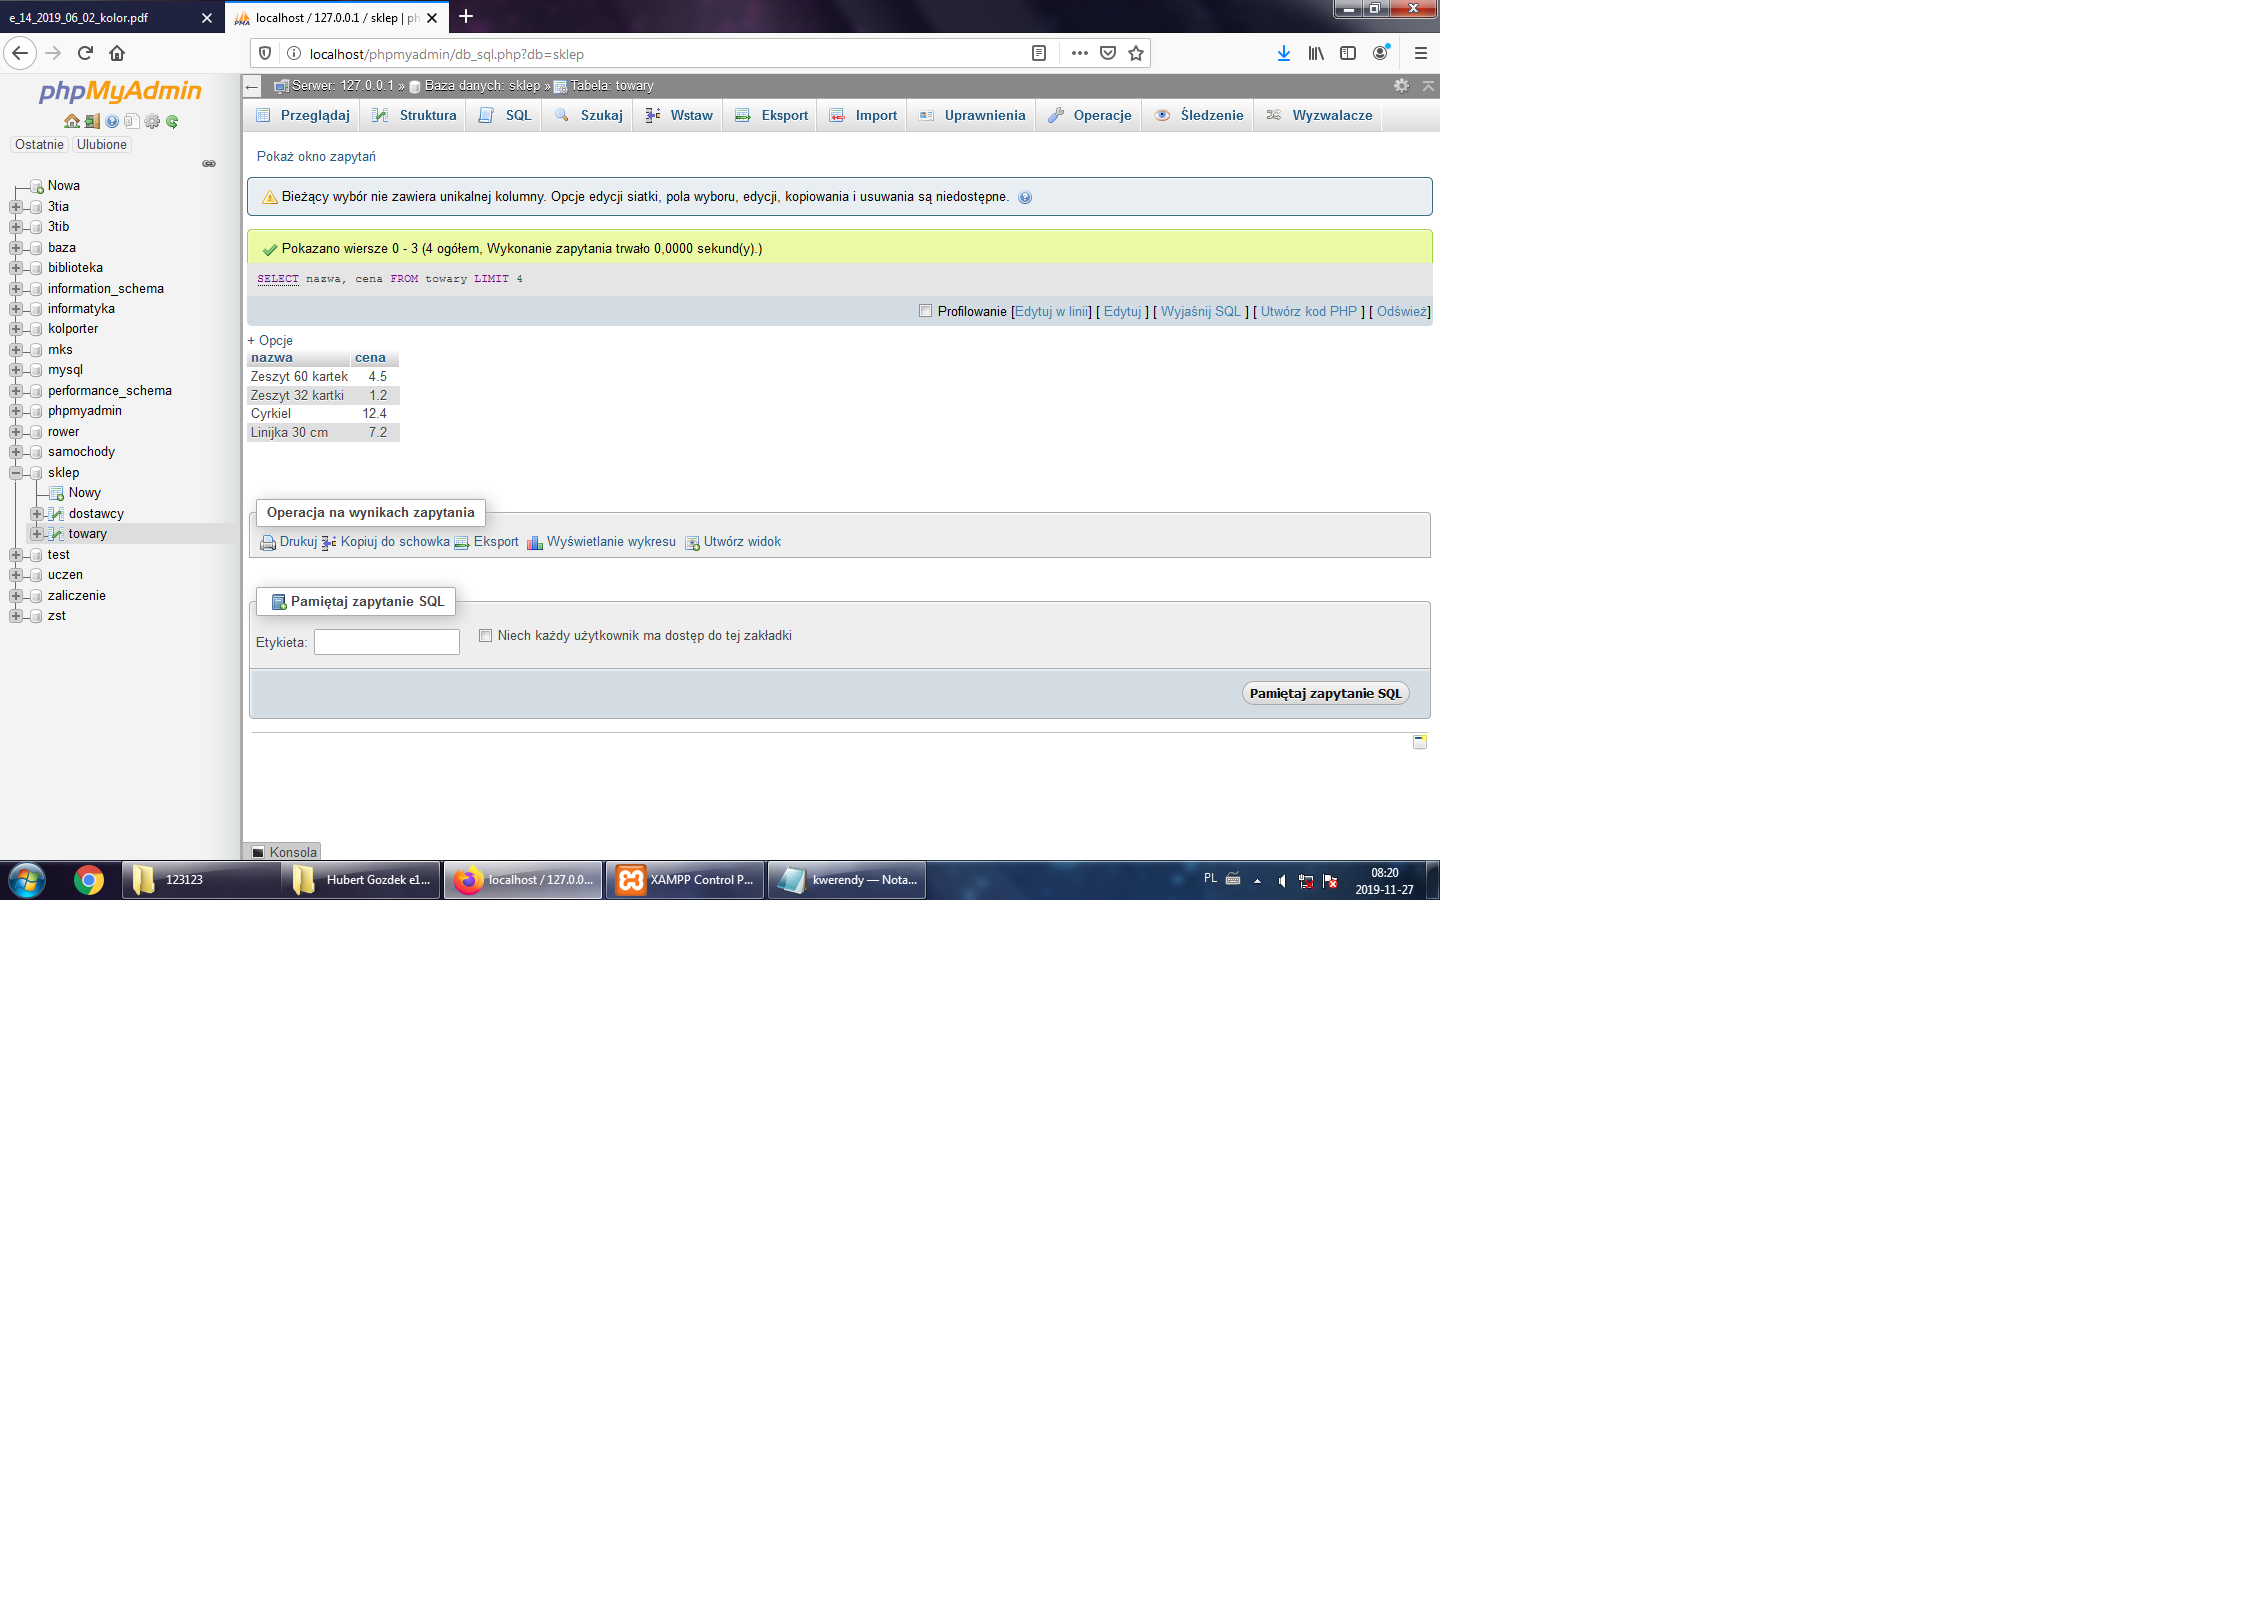 e_14_2019_06_02_kolor.pdf
localhost / 127.0.0.1 / sklep | ph
localhost/phpmyadmin/db_sql.php?db=sklep
phpMyAdmin
Ostatnie Ulubione
Nowa
3tia
3tib
baza
biblioteka
information_schema
informatyka
kolporter
mks
mysql
performance_schema
phpmyadmin
rower
samochody
sklep
Nowy
dostawcy
towary
test
uczen
zaliczenie
zst
Serwer: 127.0.0.1 » Baza danych: sklep » Tabela: towary
Przeglądaj Struktura SQL Szukaj Wstaw Eksport Import Uprawnienia Operacje Śledzenie Wyzwalacze
Pokaż okno zapytań
Bieżący wybór nie zawiera unikalnej kolumny. Opcje edycji siatki, pola wyboru, edycji, kopiowania i usuwania są niedostępne.
Pokazano wiersze 0 - 3 (4 ogółem, Wykonanie zapytania trwało 0,0000 sekund(y).)
SELECT nazwa, cena FROM towary LIMIT 4
Profilowanie [Edytuj w linii] [ Edytuj ] [ Wyjaśnij SQL ] [ Utwórz kod PHP ] [ Odśwież]
+ Opcje
nazwa cena
Zeszyt 60 kartek 4.5
Zeszyt 32 kartki 1.2
Cyrkiel 12.4
Linijka 30 cm 7.2
Operacja na wynikach zapytania
Drukuj Kopiuj do schowka Eksport Wyświetlanie wykresu Utwórz widok
Pamiętaj zapytanie SQL
Etykieta: Niech każdy użytkownik ma dostęp do tej zakładki
Pamiętaj zapytanie SQL
Konsola
123123 Hubert Gozdek e1... localhost / 127.0.0... XAMPP Control P... kwerendy — Nota... PL 08:20
2019-11-27